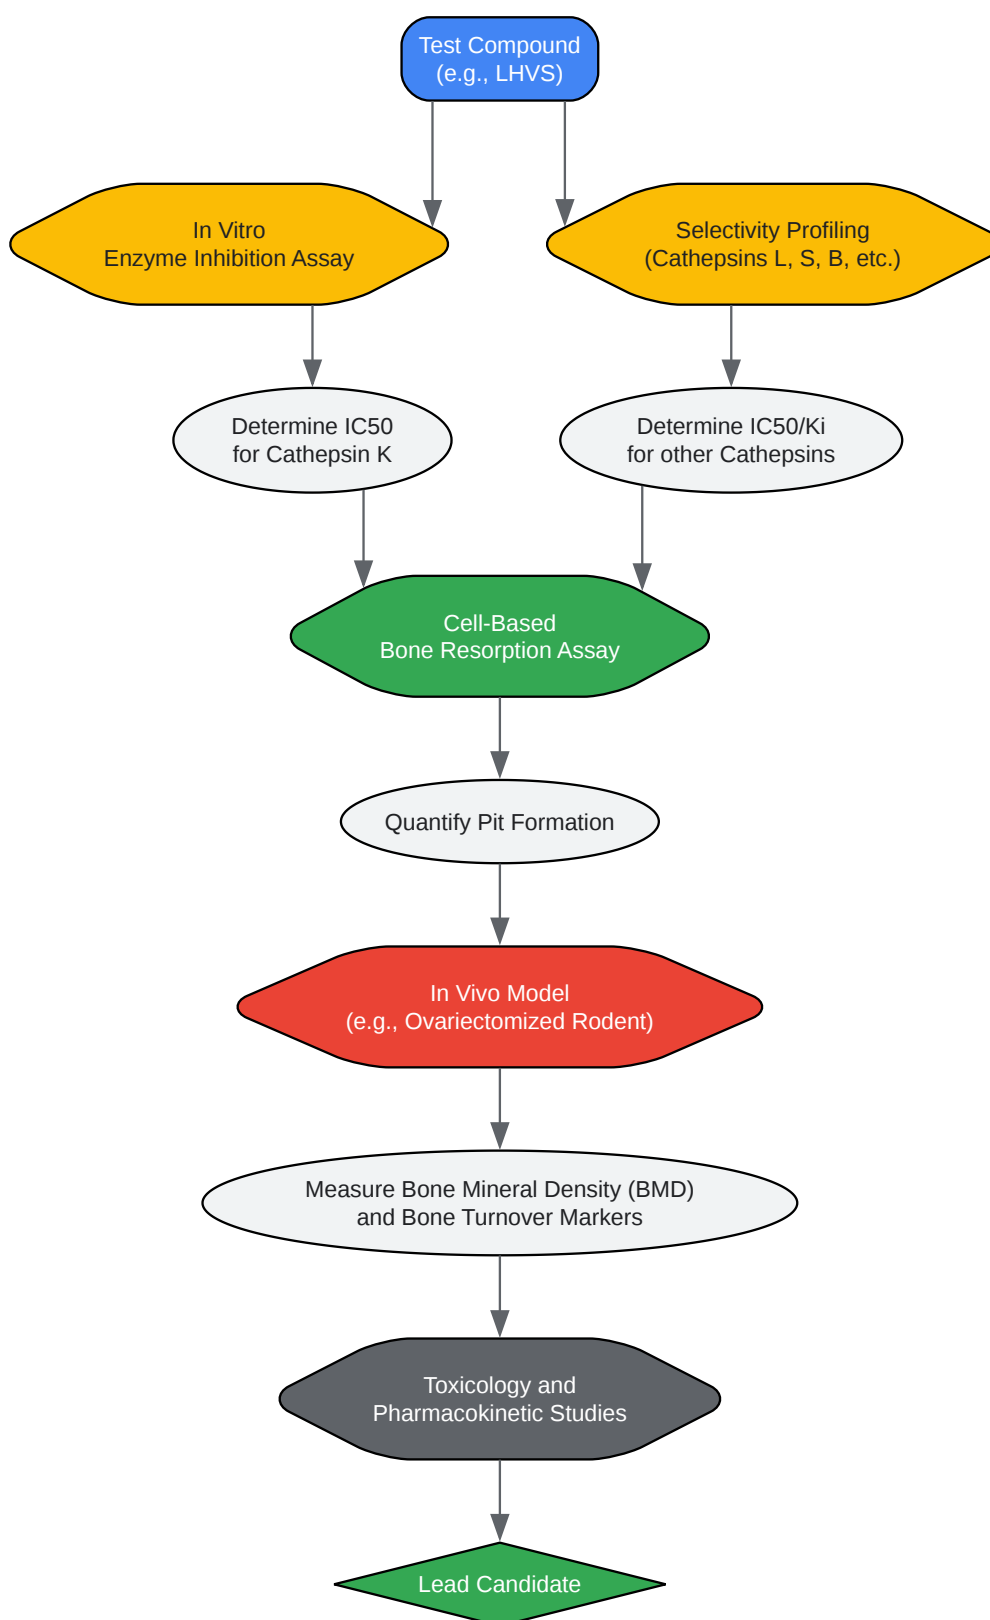 Test Compound
(e.g., LHVS)
In Vitro
Enzyme Inhibition Assay
Selectivity Profiling
(Cathepsins L, S, B, etc.)
Determine IC50
for Cathepsin K
Determine IC50/Ki
for other Cathepsins
Cell-Based
Bone Resorption Assay
Quantify Pit Formation
In Vivo Model
(e.g., Ovariectomized Rodent)
Measure Bone Mineral Density (BMD)
and Bone Turnover Markers
Toxicology and
Pharmacokinetic Studies
Lead Candidate